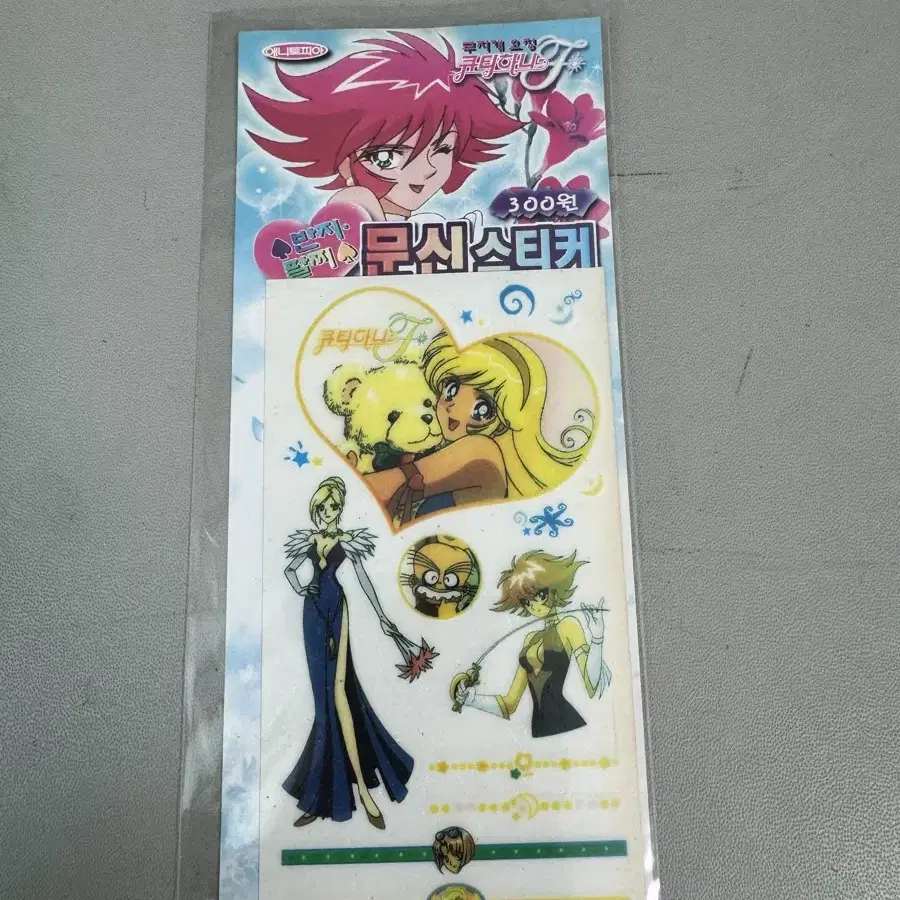 애니토피아
무지개 요정
큐티하니F
300원
반지·
팔찌
문신스티커
큐티하니F